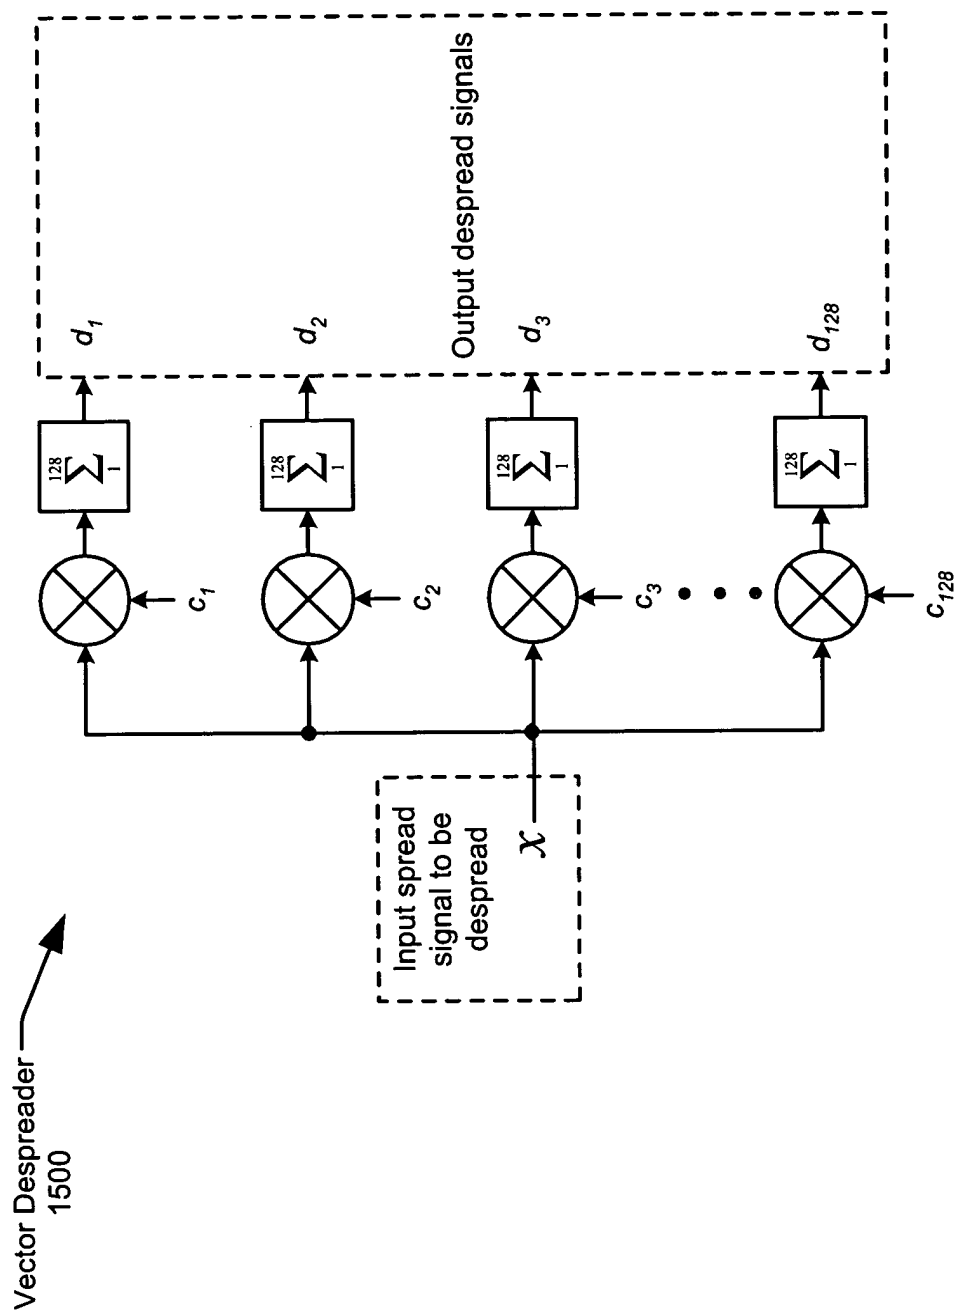 Vector Despreader
1500
Input spread
signal to be
despread
x
c1
c2
c3
c128
128
∑
1
128
∑
1
128
∑
1
128
∑
1
d1
d2
d3
d128
Output despread signals